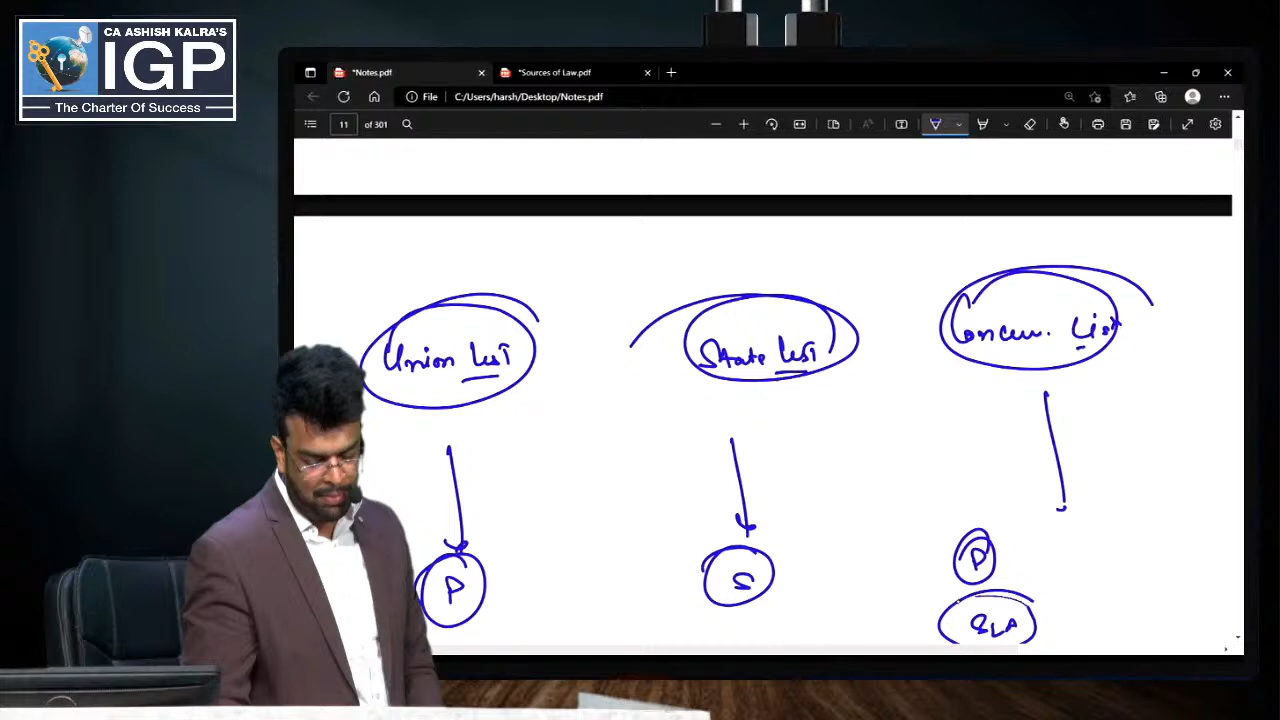 CA ASHISH KALRA'S
IGP
The Charter Of Success
*Notes.pdf
*Sources of Law.pdf
File C:/Users/harsh/Desktop/Notes.pdf
11 of 301
Union List
State List
Concurr. List
P
S
P
SLA